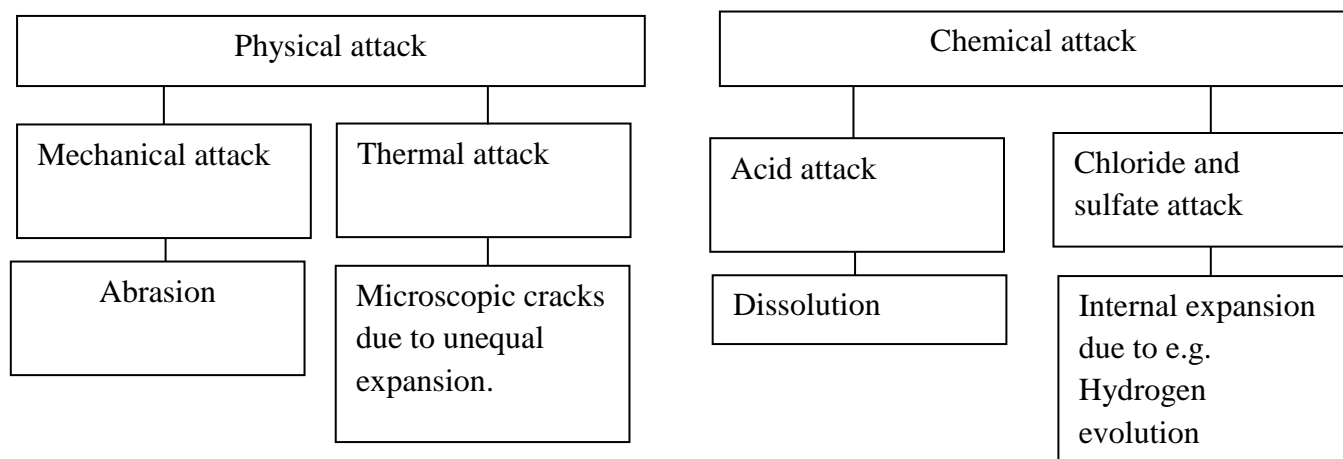 Physical attack
Mechanical attack
Thermal attack
Abrasion
Microscopic cracks
due to unequal
expansion.
Chemical attack
Acid attack
Chloride and
sulfate attack
Dissolution
Internal expansion
due to e.g.
Hydrogen
evolution